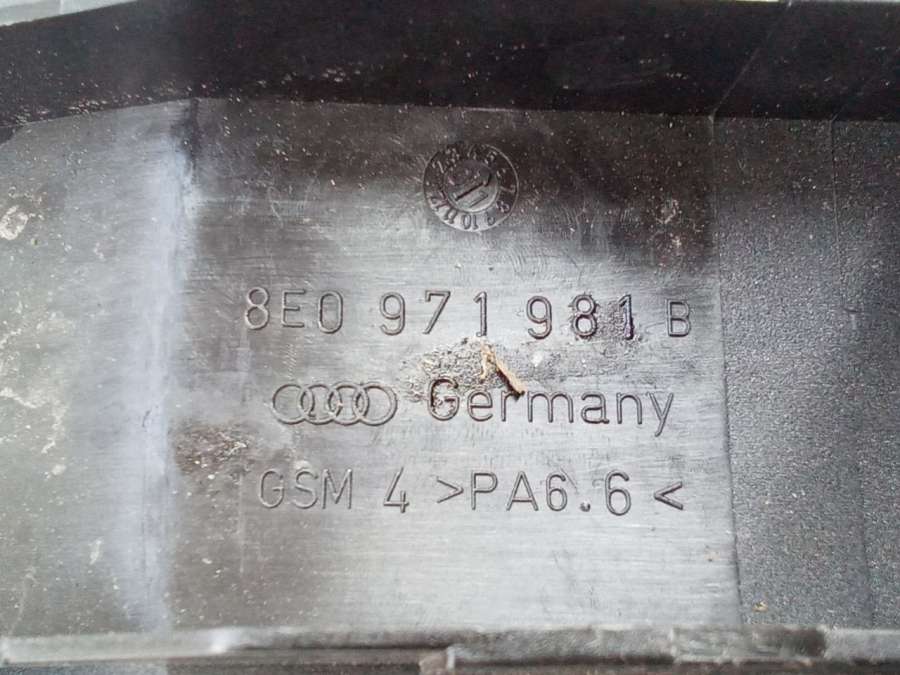 8E0 971 981 B
Germany
GSM 4 >PA6.6<